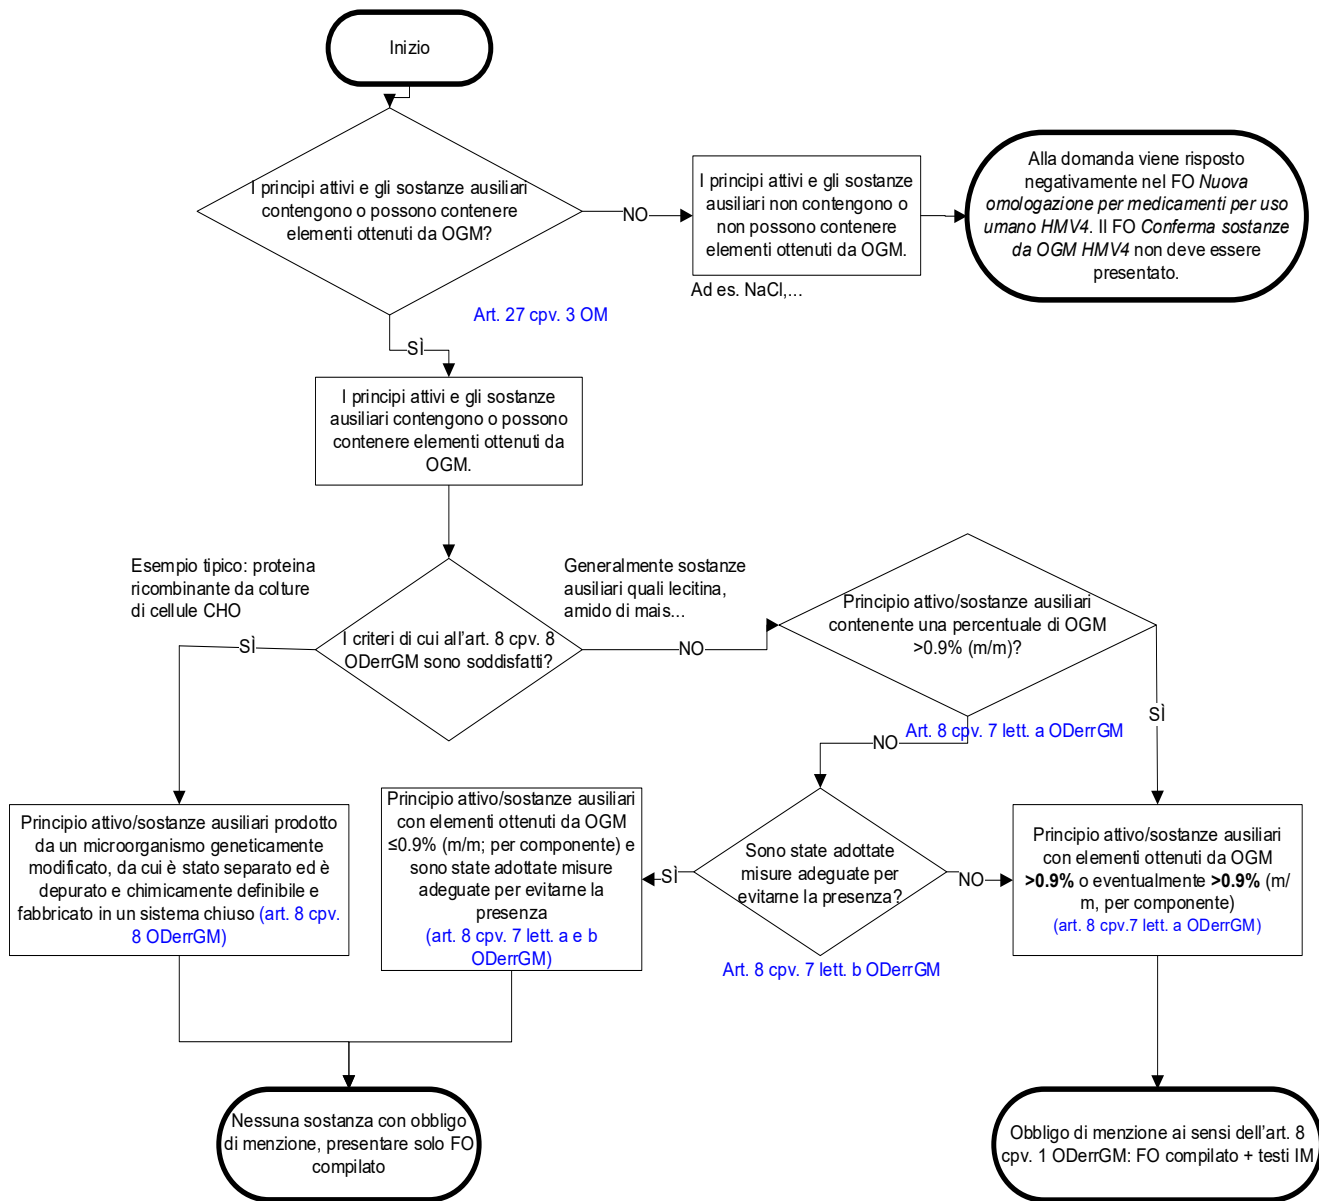 Inizio
I principi attivi e gli sostanze ausiliari
contengono o possono contenere
elementi ottenuti da OGM?
NO
I principi attivi e gli sostanze
ausiliari non contengono o
non possono contenere
elementi ottenuti da OGM.
Ad es. NaCl,...
Alla domanda viene risposto
negativamente nel FO Nuova
omologazione per medicamenti per uso
umano HMV4. Il FO Conferma sostanze
da OGM HMV4 non deve essere
presentato.
Art. 27 cpv. 3 OM
SÌ
I principi attivi e gli sostanze
ausiliari contengono o possono
contenere elementi ottenuti da
OGM.
Esempio tipico: proteina
ricombinante da colture
di cellule CHO
Generalmente sostanze
ausiliari quali lecitina,
amido di mais...
I criteri di cui all'art. 8 cpv. 8
ODerrGM sono soddisfatti?
SÌ
NO
Principio attivo/sostanze ausiliari
contenente una percentuale di OGM
>0.9% (m/m)?
SÌ
Art. 8 cpv. 7 lett. a ODerrGM
NO
Principio attivo/sostanze ausiliari prodotto
da un microorganismo geneticamente
modificato, da cui è stato separato ed è
depurato e chimicamente definibile e
fabbricato in un sistema chiuso (art. 8 cpv.
8 ODerrGM)
Principio attivo/sostanze ausiliari
con elementi ottenuti da OGM
≤0.9% (m/m; per componente) e
sono state adottate misure
adeguate per evitarne la
presenza
(art. 8 cpv. 7 lett. a e b
ODerrGM)
SÌ
Sono state adottate
misure adeguate per
evitarne la presenza?
NO
Art. 8 cpv. 7 lett. b ODerrGM
Principio attivo/sostanze ausiliari
con elementi ottenuti da OGM
>0.9% o eventualmente >0.9% (m/
m, per componente)
(art. 8 cpv.7 lett. a ODerrGM)
Nessuna sostanza con obbligo
di menzione, presentare solo FO
compilato
Obbligo di menzione ai sensi dell'art. 8
cpv. 1 ODerrGM: FO compilato + testi IM